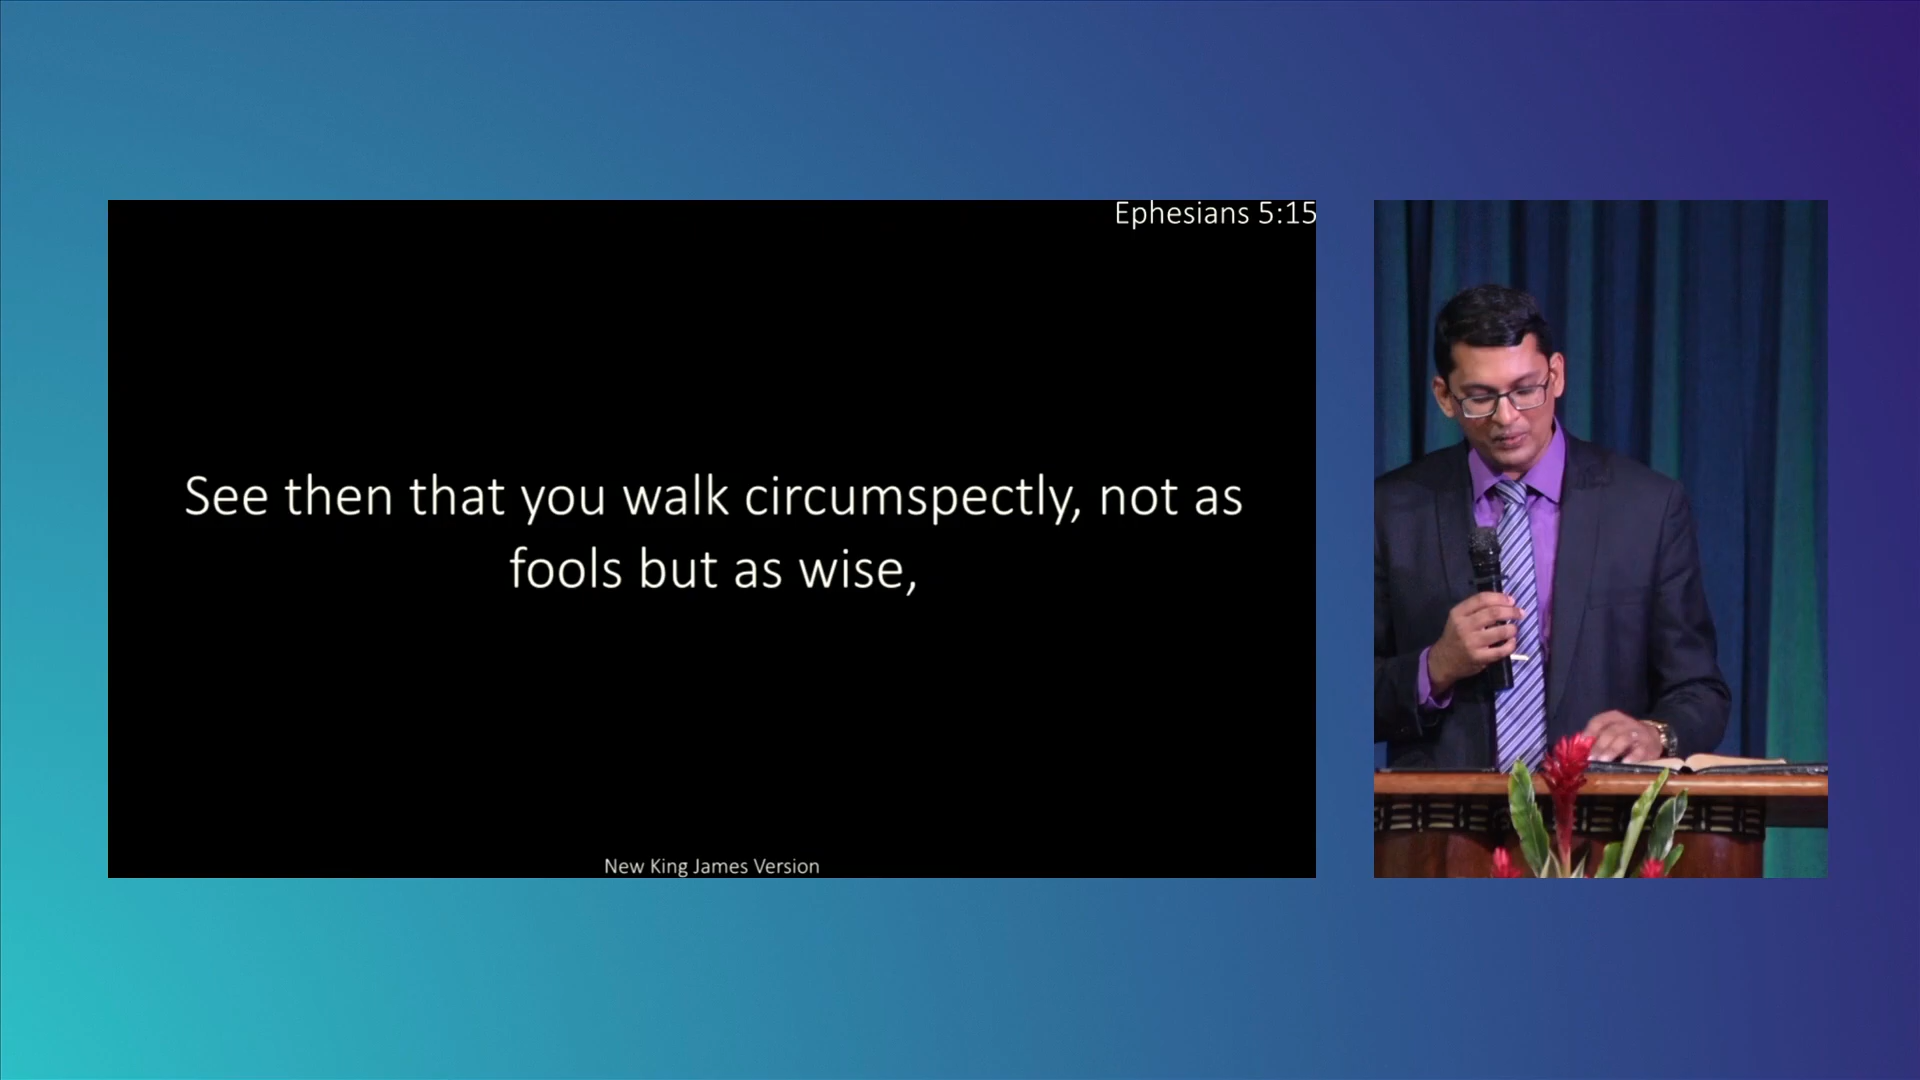 Ephesians 5:15
See then that you walk circumspectly, not as
fools but as wise,
New King James Version